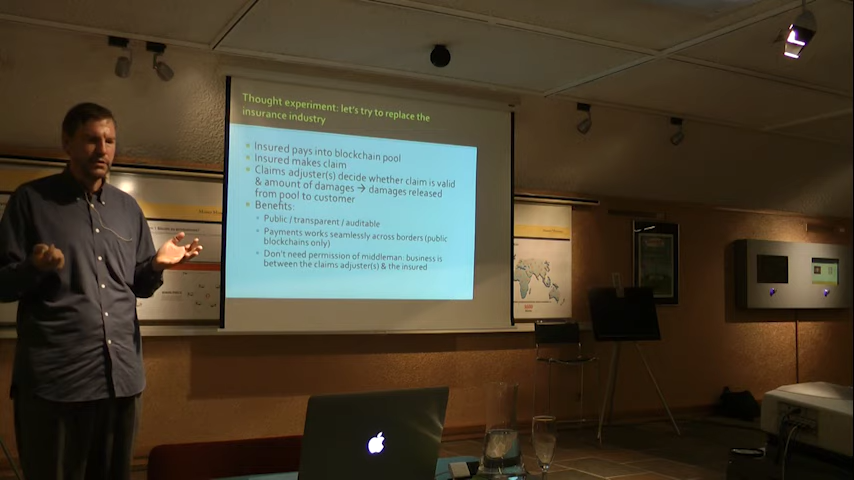 Thought experiment: let's try to replace the
insurance industry
Insured pays into blockchain pool
Insured makes claim
Claims adjuster(s) decide whether claim is valid
& amount of damages → damages released
from pool to customer
Benefits:
Public / transparent / auditable
Payments works seamlessly across borders (public
blockchains only)
Don't need permission of middleman: business is
between the claims adjuster(s) & the insured